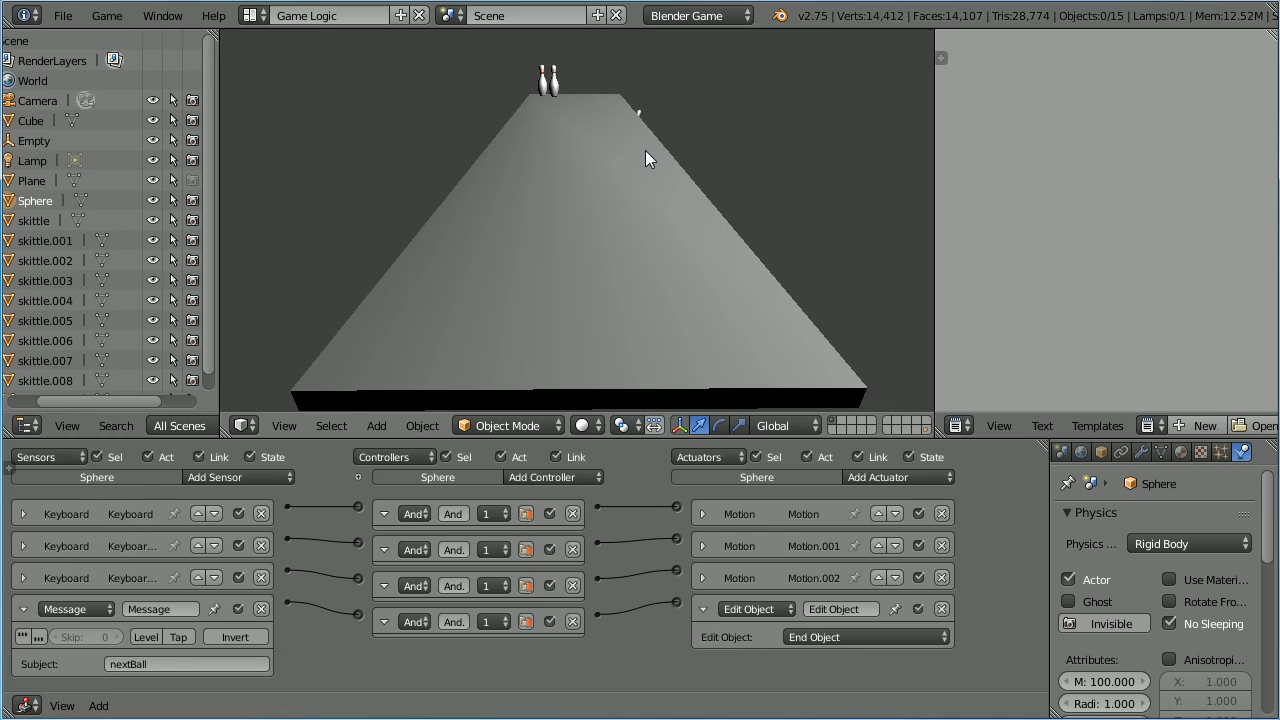 File Game Window Help Game Logic Scene Blender Game v2.75 | Verts:14,412 | Faces:14,107 | Tris:28,774 | Objects:0/15 | Lamps:0/1 | Mem:12.52M |
RenderLayers
World
Camera
Cube
Empty
Lamp
Plane
Sphere
skittle
skittle.001
skittle.002
skittle.003
skittle.004
skittle.005
skittle.006
skittle.007
skittle.008
View Search All Scenes View Select Add Object Object Mode Global View Text Templates New Open
Sensors Sel Act Link State Controllers Sel Act Link Actuators Sel Act Link State
Sphere Add Sensor Sphere Add Controller Sphere Add Actuator
Sphere
Keyboard Keyboard And And 1 Motion Motion
Physics
Keyboard Keyboar... And And. 1 Motion Motion.001
Physics ... Rigid Body
Keyboard Keyboar... And And. 1 Motion Motion.002
Actor Use Materi...
Message Message And And. 1 Edit Object Edit Object
Ghost Rotate Fro...
Invisible No Sleeping
Skip: 0 Level Tap Invert Edit Object: End Object
Subject: nextBall
Attributes: Anisotropi...
M: 100.000 X: 1.000
Radi: 1.000 Y: 1.000
View Add